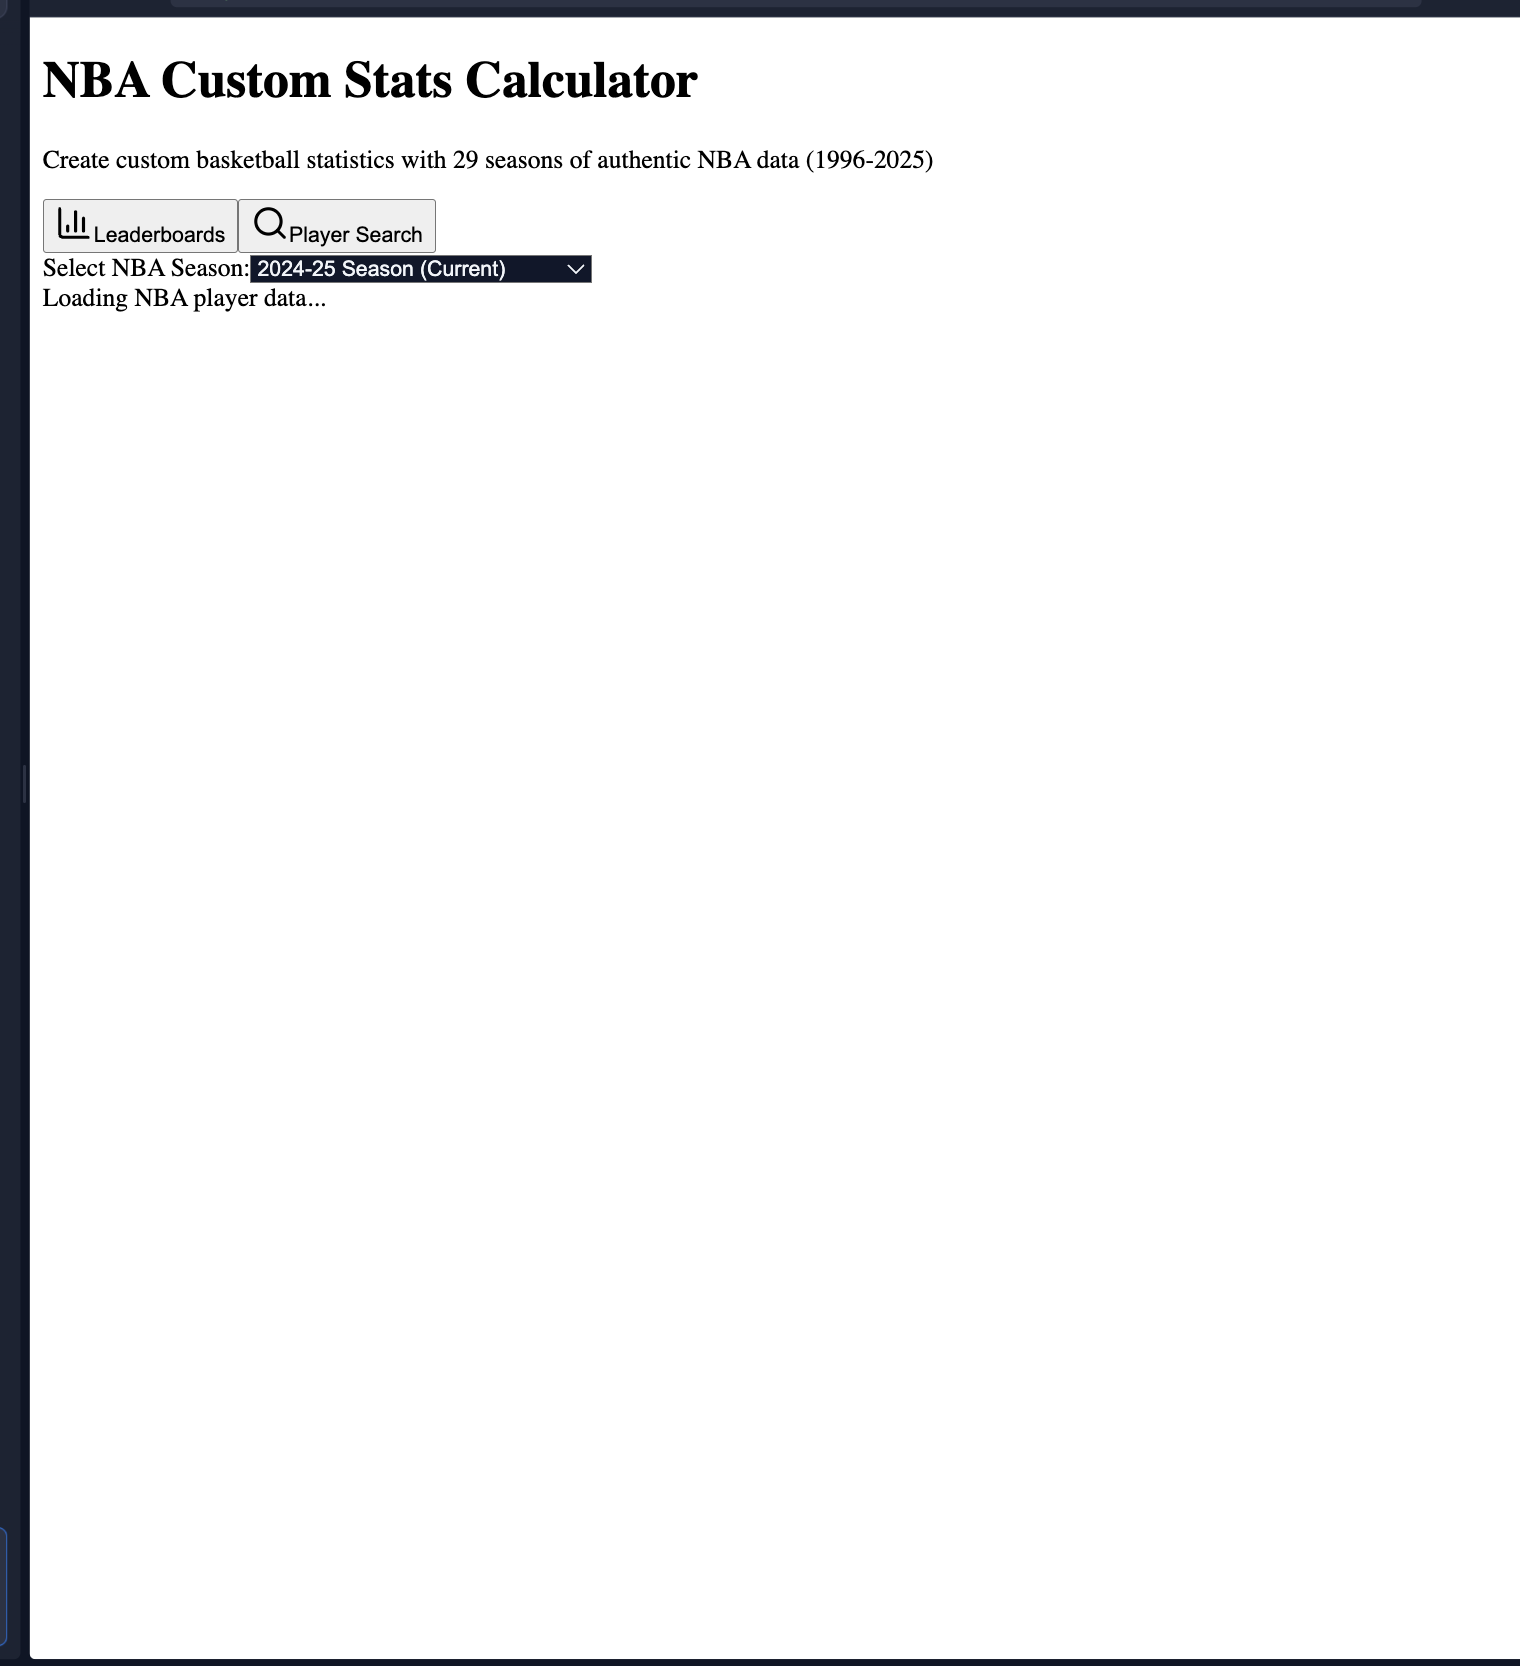 NBA Custom Stats Calculator
Create custom basketball statistics with 29 seasons of authentic NBA data (1996-2025)
Leaderboards Player Search
Select NBA Season: 2024-25 Season (Current)
Loading NBA player data...